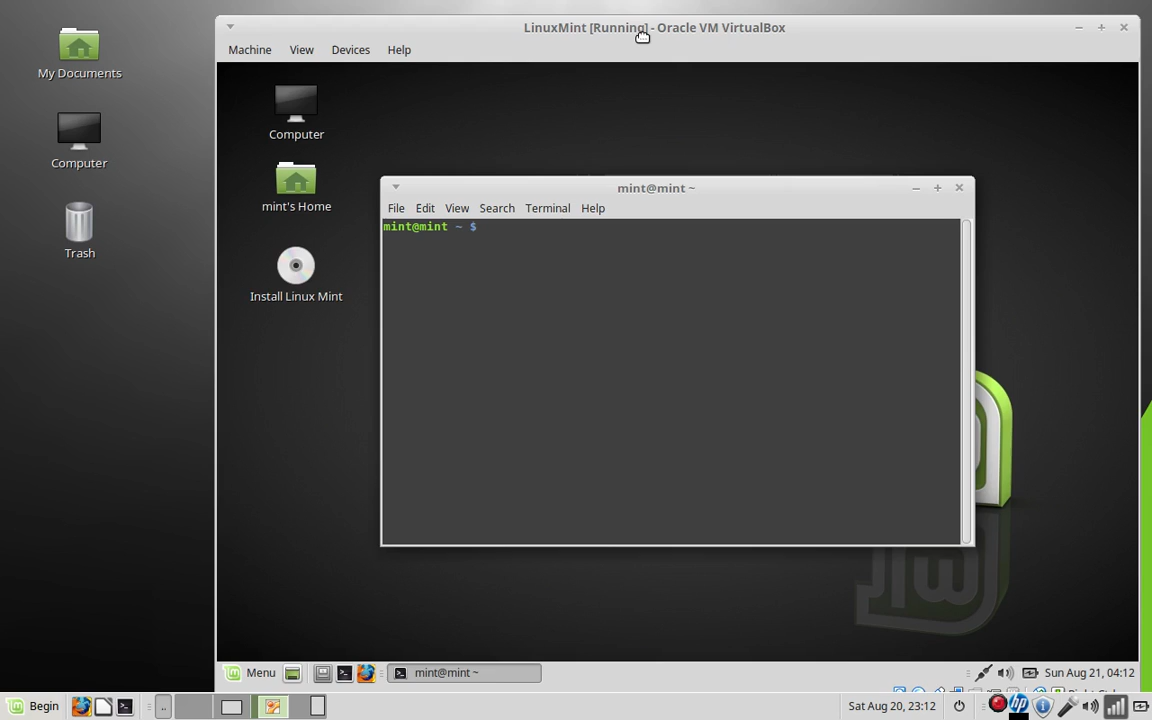 LinuxMint [Running] - Oracle VM VirtualBox
Machine View Devices Help
My Documents
Computer
Trash
Computer
mint's Home
Install Linux Mint
mint@mint ~
File Edit View Search Terminal Help
mint@mint ~ $
Menu mint@mint ~ Sun Aug 21, 04:12
Begin .. Sat Aug 20, 23:12